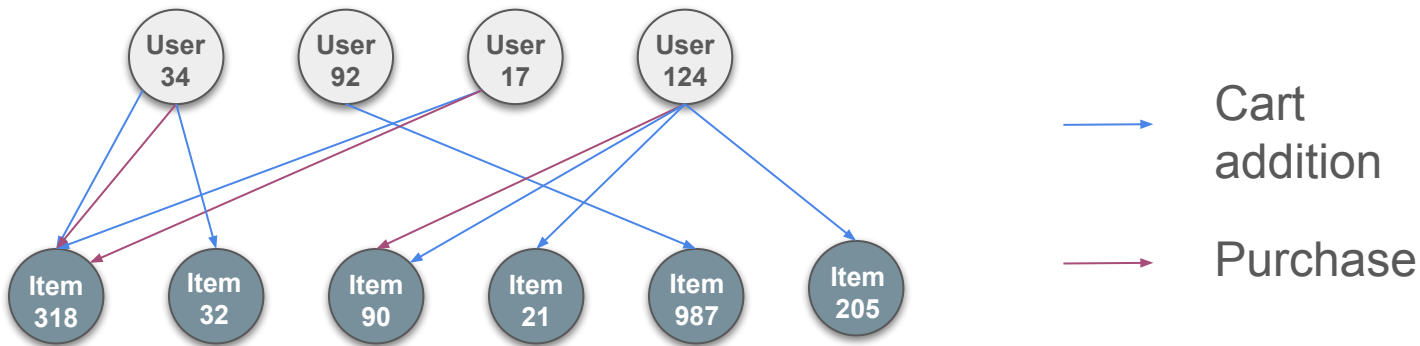 User
34
User
92
User
17
User
124
Item
318
Item
32
Item
90
Item
21
Item
987
Item
205
Cart
addition
Purchase